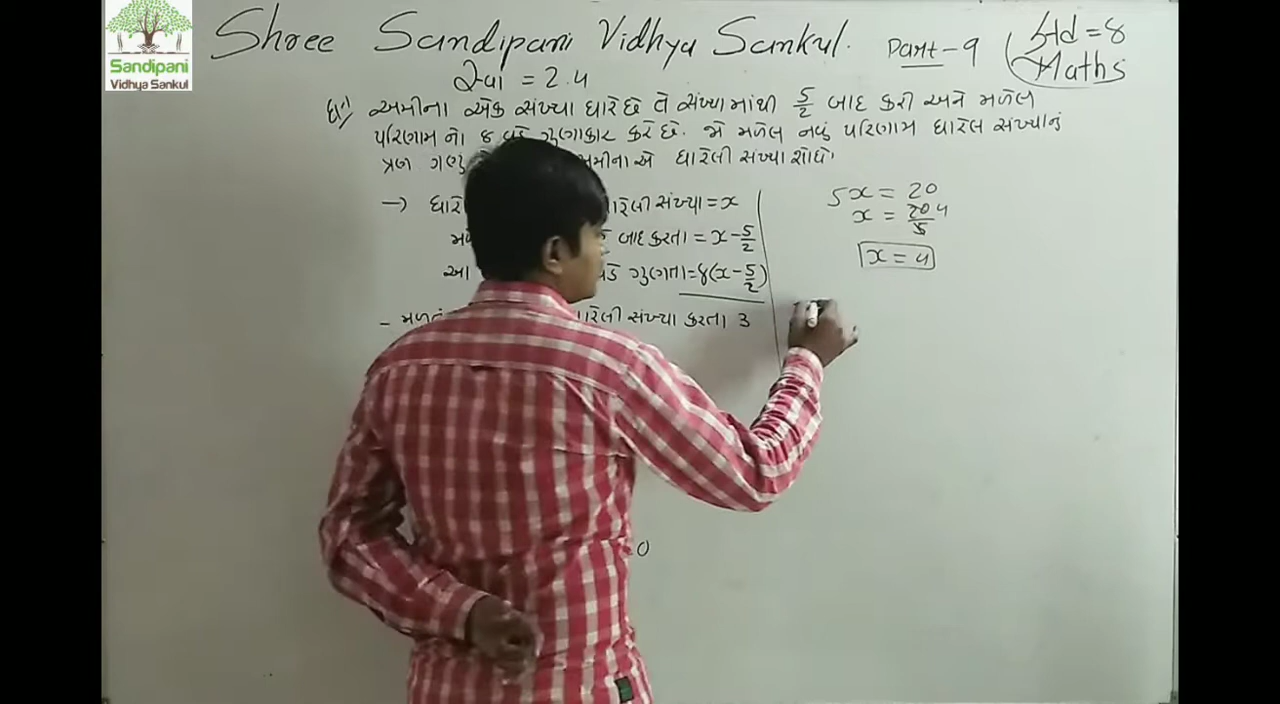 Sandipani
Vidhya Sankul
Shree Sandipani Vidhya Sankul. Part-9
Std = 8
Maths
સ્વા = 2.4
અમીના એક સંખ્યા ધારે છે તે સંખ્યામાંથી 5/2 બાદ કરી અને મળેલ
પરિણામ નો 8 વડે ગુણાકાર કરે છે. જો મળેલ નવું પરિણામ ધારેલ સંખ્યાનું
ત્રણ ગણું અમીના એ ધારેલી સંખ્યા શોધો.
→ ધારેલી સંખ્યા = x
બાદ કરતા = x - 5/2
આ વડે ગુણતા = 8(x - 5/2)
- ધારેલી સંખ્યા કરતા 3
0
5x = 20
x = 20/5 4
x = 4